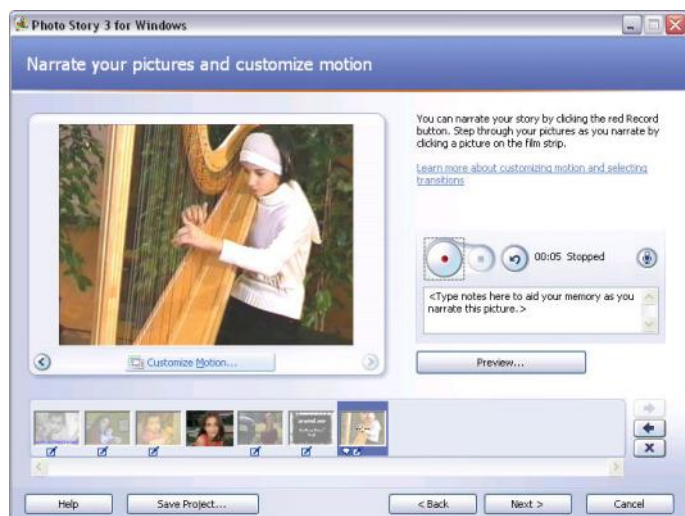 Photo Story 3 for Windows
Narrate your pictures and customize motion
You can narrate your story by clicking the red Record
button. Step through your pictures as you narrate by
clicking a picture on the film strip.
Learn more about customizing motion and selecting
transitions
00:05 Stopped
<Type notes here to aid your memory as you
narrate this picture.>
Customize Motion...
Preview...
Help
Save Project...
< Back
Next >
Cancel